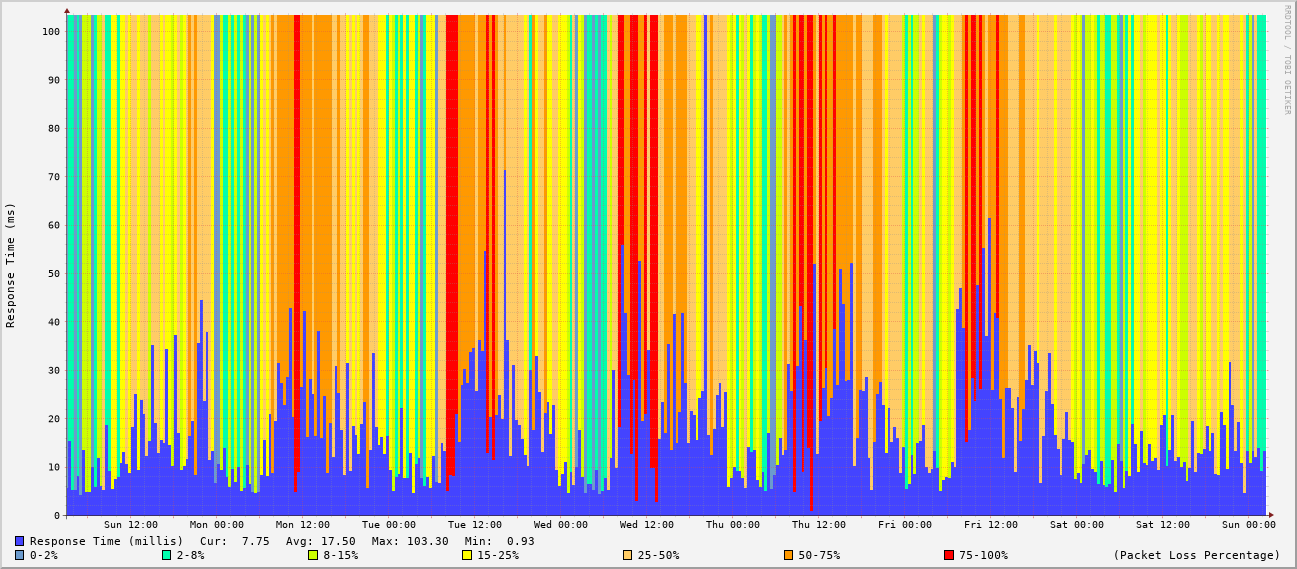 RRDTOOL / TOBI OETIKER
Response Time (ms)
100
90
80
70
60
50
40
30
20
10
0
Sun 12:00 Mon 00:00 Mon 12:00 Tue 00:00 Tue 12:00 Wed 00:00 Wed 12:00 Thu 00:00 Thu 12:00 Fri 00:00 Fri 12:00 Sat 00:00 Sat 12:00 Sun 00:00
Response Time (millis) Cur: 7.75 Avg: 17.50 Max: 103.30 Min: 0.93
0-2% 2-8% 8-15% 15-25% 25-50% 50-75% 75-100% (Packet Loss Percentage)